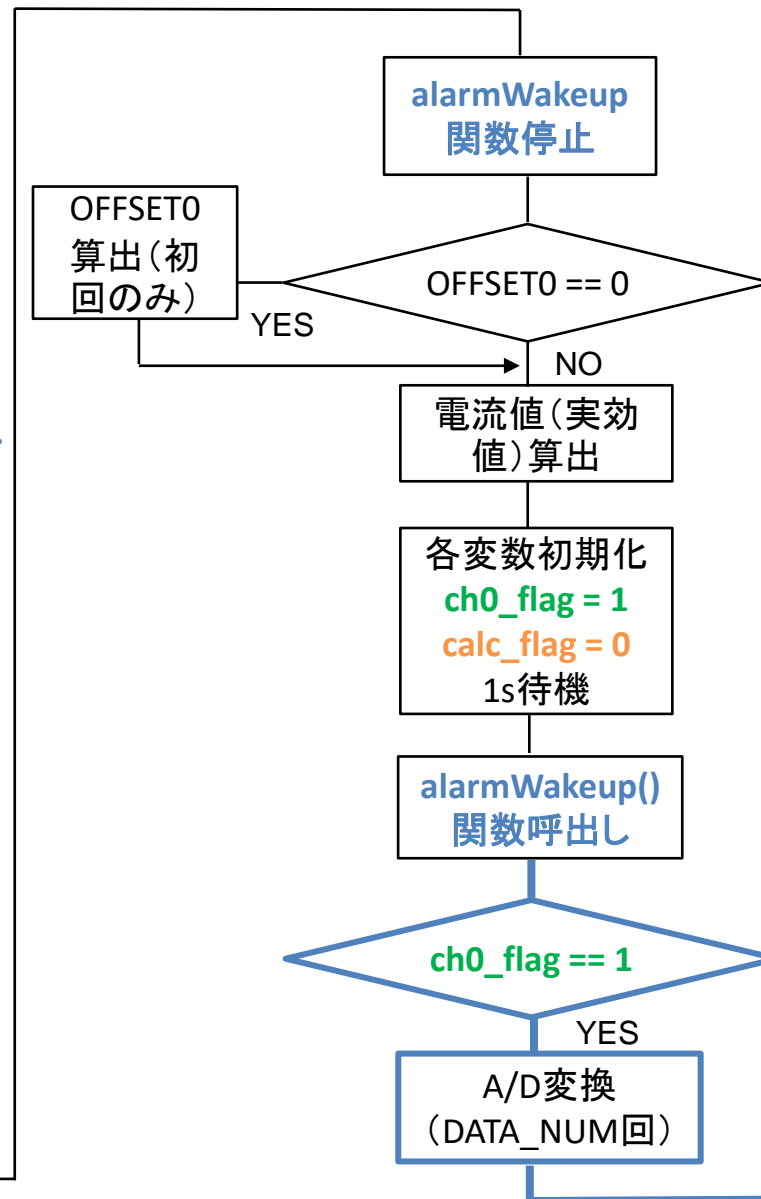 alarmWakeup
関数停止
OFFSET0
算出（初
回のみ）
OFFSET0 == 0
YES
NO
電流値（実効
値）算出
各変数初期化
ch0_flag = 1
calc_flag = 0
1s待機
alarmWakeup()
関数呼出し
ch0_flag == 1
YES
A/D変換
（DATA_NUM回）